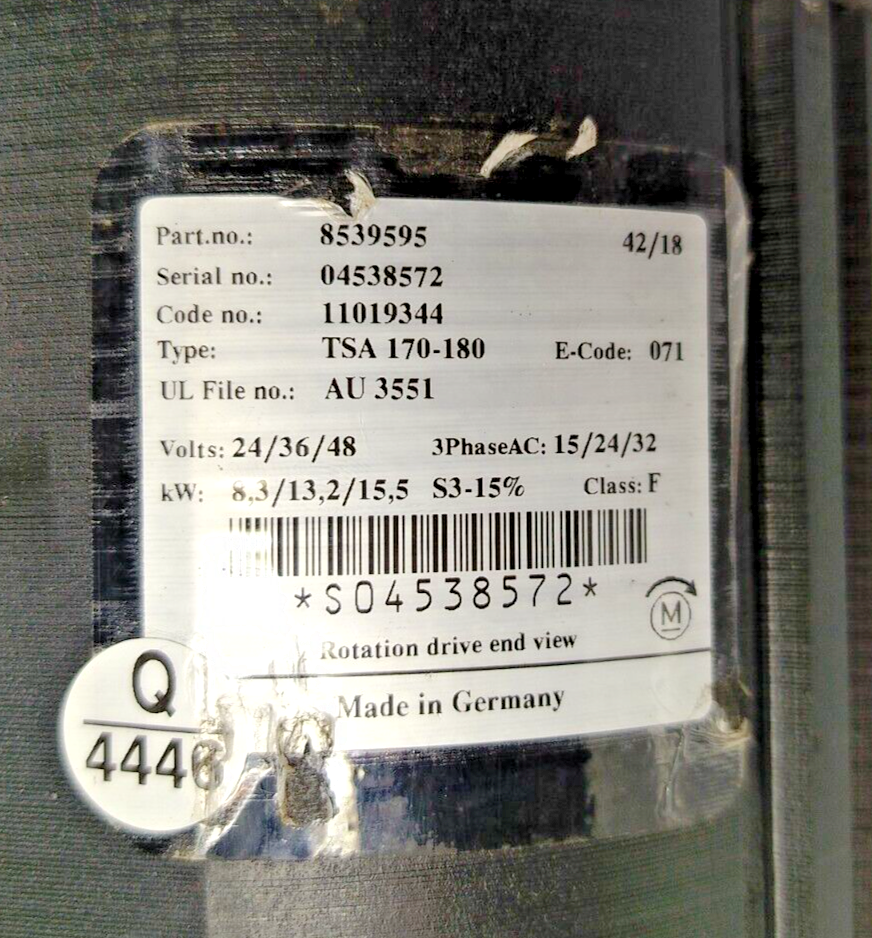 Part.no.: 8539595 42/18
Serial no.: 04538572
Code no.: 11019344
Type: TSA 170-180 E-Code: 071
UL File no.: AU 3551
Volts: 24/36/48 3PhaseAC: 15/24/32
kW: 8,3/13,2/15,5 S3-15% Class: F
*S04538572*
M
Rotation drive end view
Made in Germany
Q